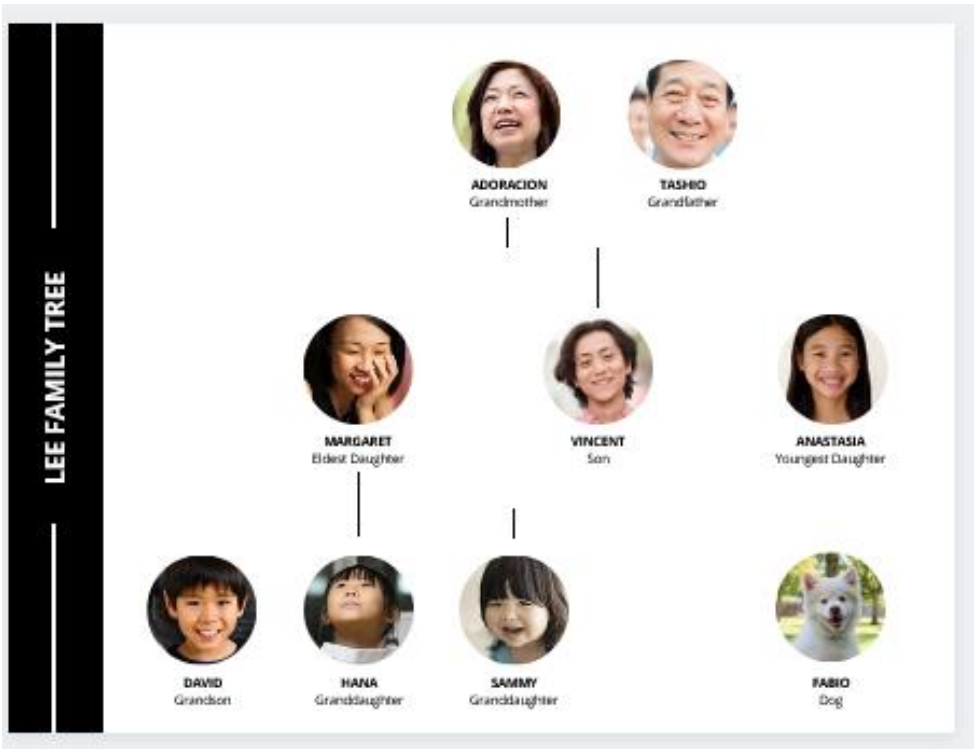 LEE FAMILY TREE
ADORACION
Grandmother
TASHIO
Grandfather
MARGARET
Eldest Daughter
VINCENT
Son
ANASTASIA
Youngest Daughter
DAVID
Grandson
HANA
Granddaughter
SAMMY
Granddaughter
FABIO
Dog